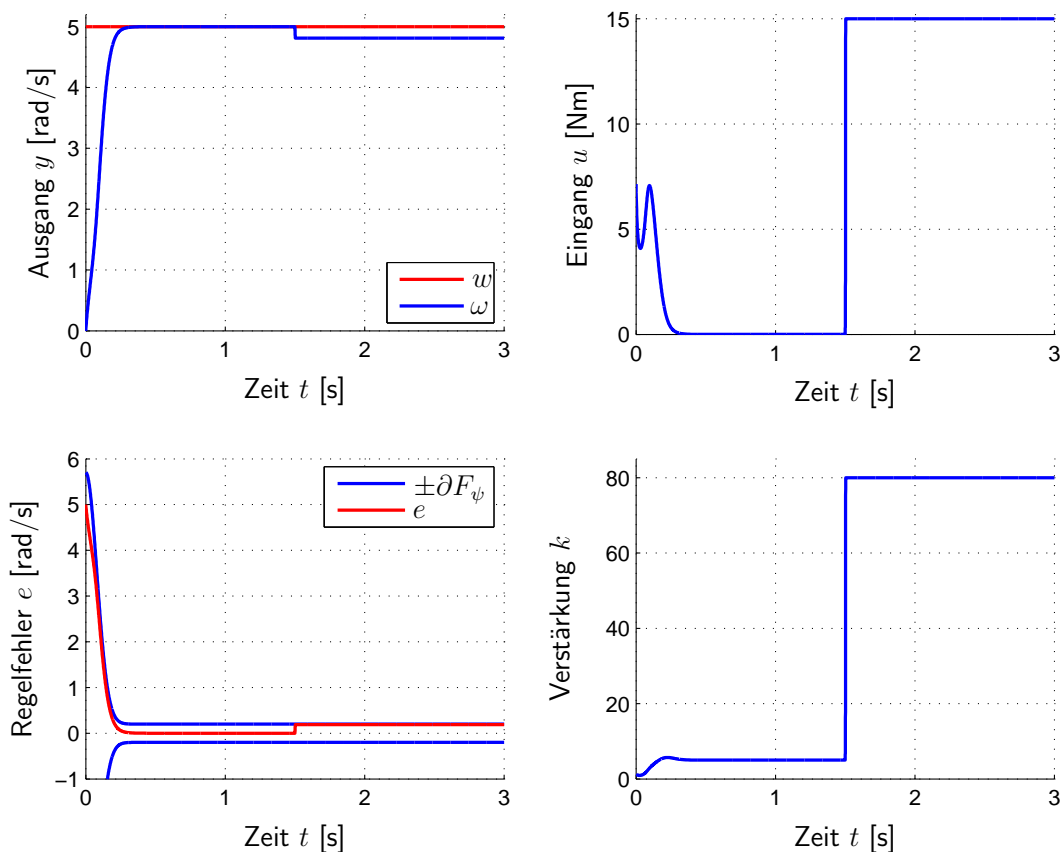 Ausgang y [rad/s]
5
4
3
2
1
0
0 1 2 3
Zeit t [s]
w
ω
Eingang u [Nm]
15
10
5
0
0 1 2 3
Zeit t [s]
Regelfehler e [rad/s]
6
5
4
3
2
1
0
−1
0 1 2 3
Zeit t [s]
±∂Fψ
e
Verstärkung k
80
60
40
20
0
0 1 2 3
Zeit t [s]